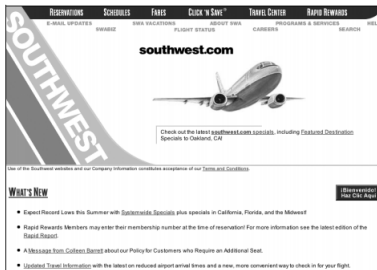 RESERVATIONS SCHEDULES FARES CLICK 'N SAVE® TRAVEL CENTER RAPID REWARDS
E-MAIL UPDATES SWA VACATIONS ABOUT SWA PROGRAMS & SERVICES HEL
SWABIZ FLIGHT STATUS CAREERS SEARCH
SOUTHWEST
southwest.com
Check out the latest southwest.com specials, including Featured Destination
Specials to Oakland, CA!
Use of the Southwest websites and our Company Information constitutes acceptance of our Terms and Conditions.
WHAT'S NEW
¡Bienvenido!
Haz Clic Aquí
• Expect Record Lows this Summer with Systemwide Specials plus specials in California, Florida, and the Midwest!
• Rapid Rewards Members may enter their membership number at the time of reservation! For more information see the latest edition of the
Rapid Report.
• A Message from Colleen Barrett about our Policy for Customers who Require an Additional Seat.
• Updated Travel Information with the latest on reduced airport arrival times and a new, more convenient way to check in for your flight.